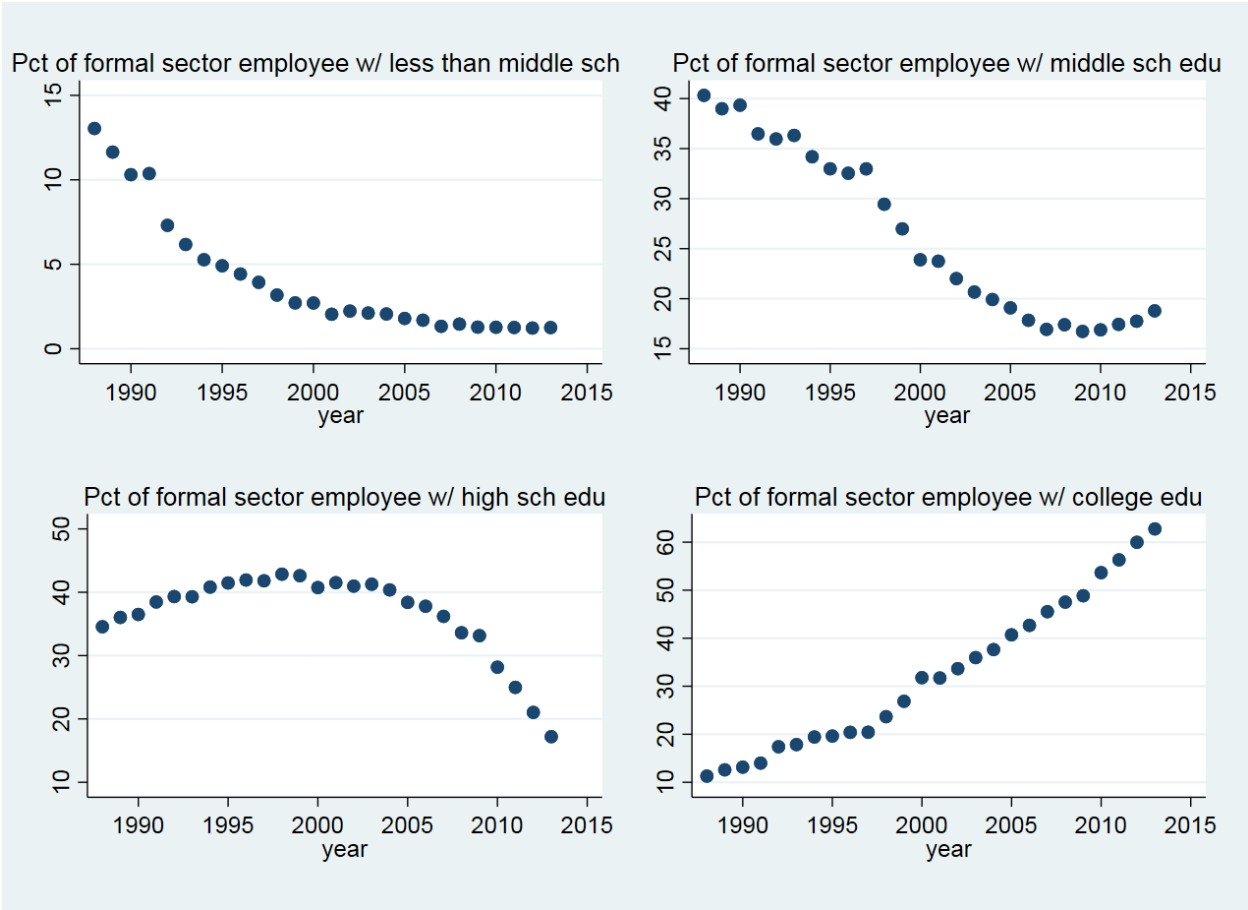 Pct of formal sector employee w/ less than middle sch
15
10
5
0
1990 1995 2000 2005 2010 2015
year
Pct of formal sector employee w/ middle sch edu
40
35
30
25
20
15
1990 1995 2000 2005 2010 2015
year
Pct of formal sector employee w/ high sch edu
50
40
30
20
10
1990 1995 2000 2005 2010 2015
year
Pct of formal sector employee w/ college edu
60
50
40
30
20
10
1990 1995 2000 2005 2010 2015
year